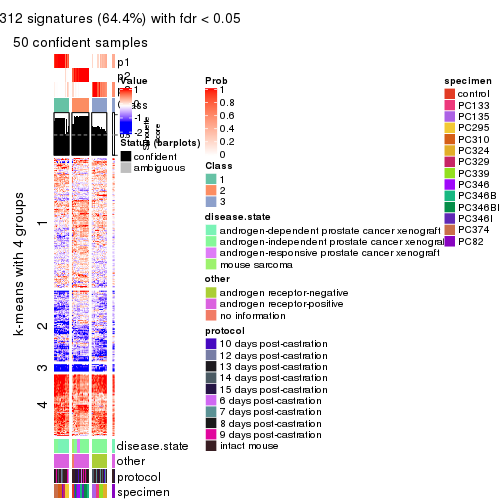 312 signatures (64.4%) with fdr < 0.05
50 confident samples
p1
p2
Class
k-means with 4 groups
1
2
3
4
disease.state
other
protocol
specimen
Value
1
0
-1
-2
Silhouette
score
Status (barplots)
confident
ambiguous
Prob
1
0.8
0.6
0.4
0.2
0
Class
1
2
3
disease.state
androgen-dependent prostate cancer xenograft
androgen-independent prostate cancer xenograft
androgen-responsive prostate cancer xenograft
mouse sarcoma
other
androgen receptor-negative
androgen receptor-positive
no information
protocol
10 days post-castration
12 days post-castration
13 days post-castration
14 days post-castration
15 days post-castration
6 days post-castration
7 days post-castration
8 days post-castration
9 days post-castration
intact mouse
specimen
control
PC133
PC135
PC295
PC310
PC324
PC329
PC339
PC346
PC346B
PC346BI
PC346I
PC374
PC82